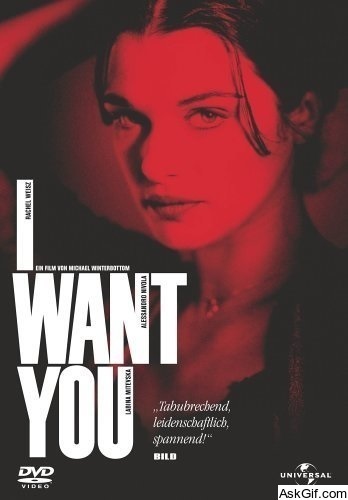 I
RACHEL WEISZ
EIN FILM VON MICHAEL WINTERBOTTOM
ALESSANDRO NIVOLA
WANT
LABINA MITEVSKA
YOU
„Tabubrechend,
leidenschaftlich,
spannend!“
BILD
DVD
VIDEO
UNIVERSAL
AskGif.com